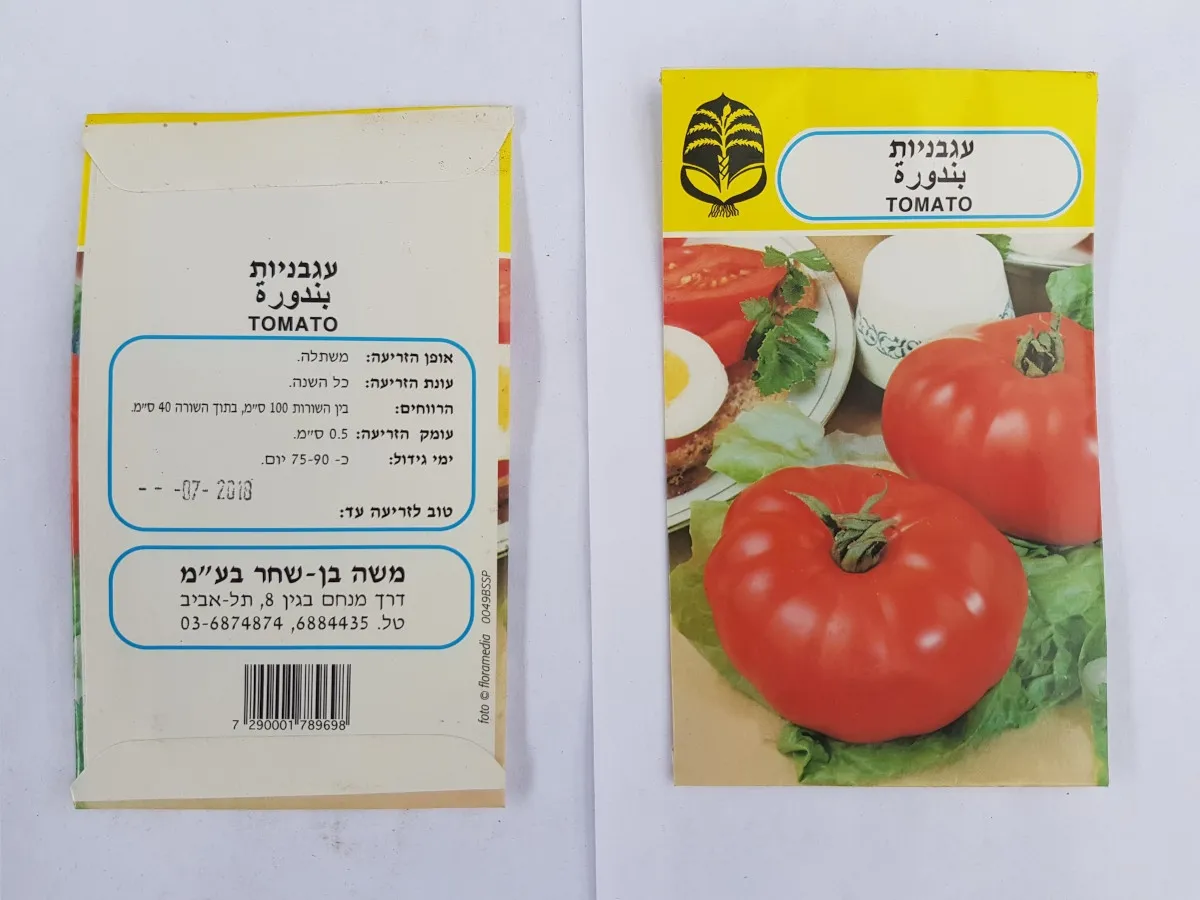 עגבניות
بندورة
TOMATO
אופן הזריעה: משתלה.
עונת הזריעה: כל השנה.
הרווחים: בין השורות 100 ס״מ, בתוך השורה 40 ס״מ.
עומק הזריעה: 0.5 ס״מ.
ימי גידול: כ- 75-90 יום.
- - -07- 2018
טוב לזריעה עד:
משה בן-שחר בע״מ
דרך מנחם בגין 8, תל-אביב
טל. 6884435, 03-6874874
foto © floramedia 0049BSSP
7 290001 789698
עגבניות
بندورة
TOMATO